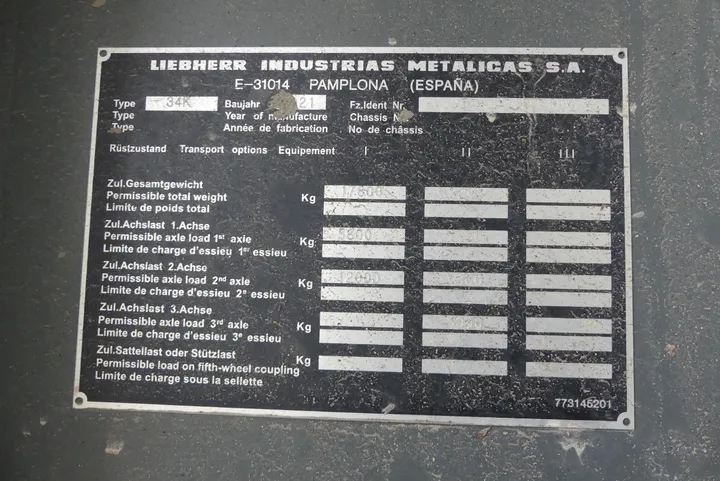 LIEBHERR INDUSTRIAS METALICAS S.A.
E-31014 PAMPLONA (ESPAÑA)
Type 34K Baujahr 21 Fz.Ident Nr
Type Year of manufacture Chassis
Type Année de fabrication No de châssis
Rüstzustand Transport options Equipement I II III
Zul.Gesamtgewicht
Permissible total weight Kg 17800
Limite de poids total
Zul.Achslast 1.Achse
Permissible axle load 1st axle Kg 5800
Limite de charge d'essieu 1er essieu
Zul.Achslast 2.Achse
Permissible axle load 2nd axle Kg 12000
Limite de charge d'essieu 2e essieu
Zul.Achslast 3.Achse
Permissible axle load 3rd axle Kg
Limite de charge d'essieu 3e essieu
Zul.Sattellast oder Stützlast
Permissible load on fifth-wheel coupling Kg
Limite de charge sous la sellette
773145201